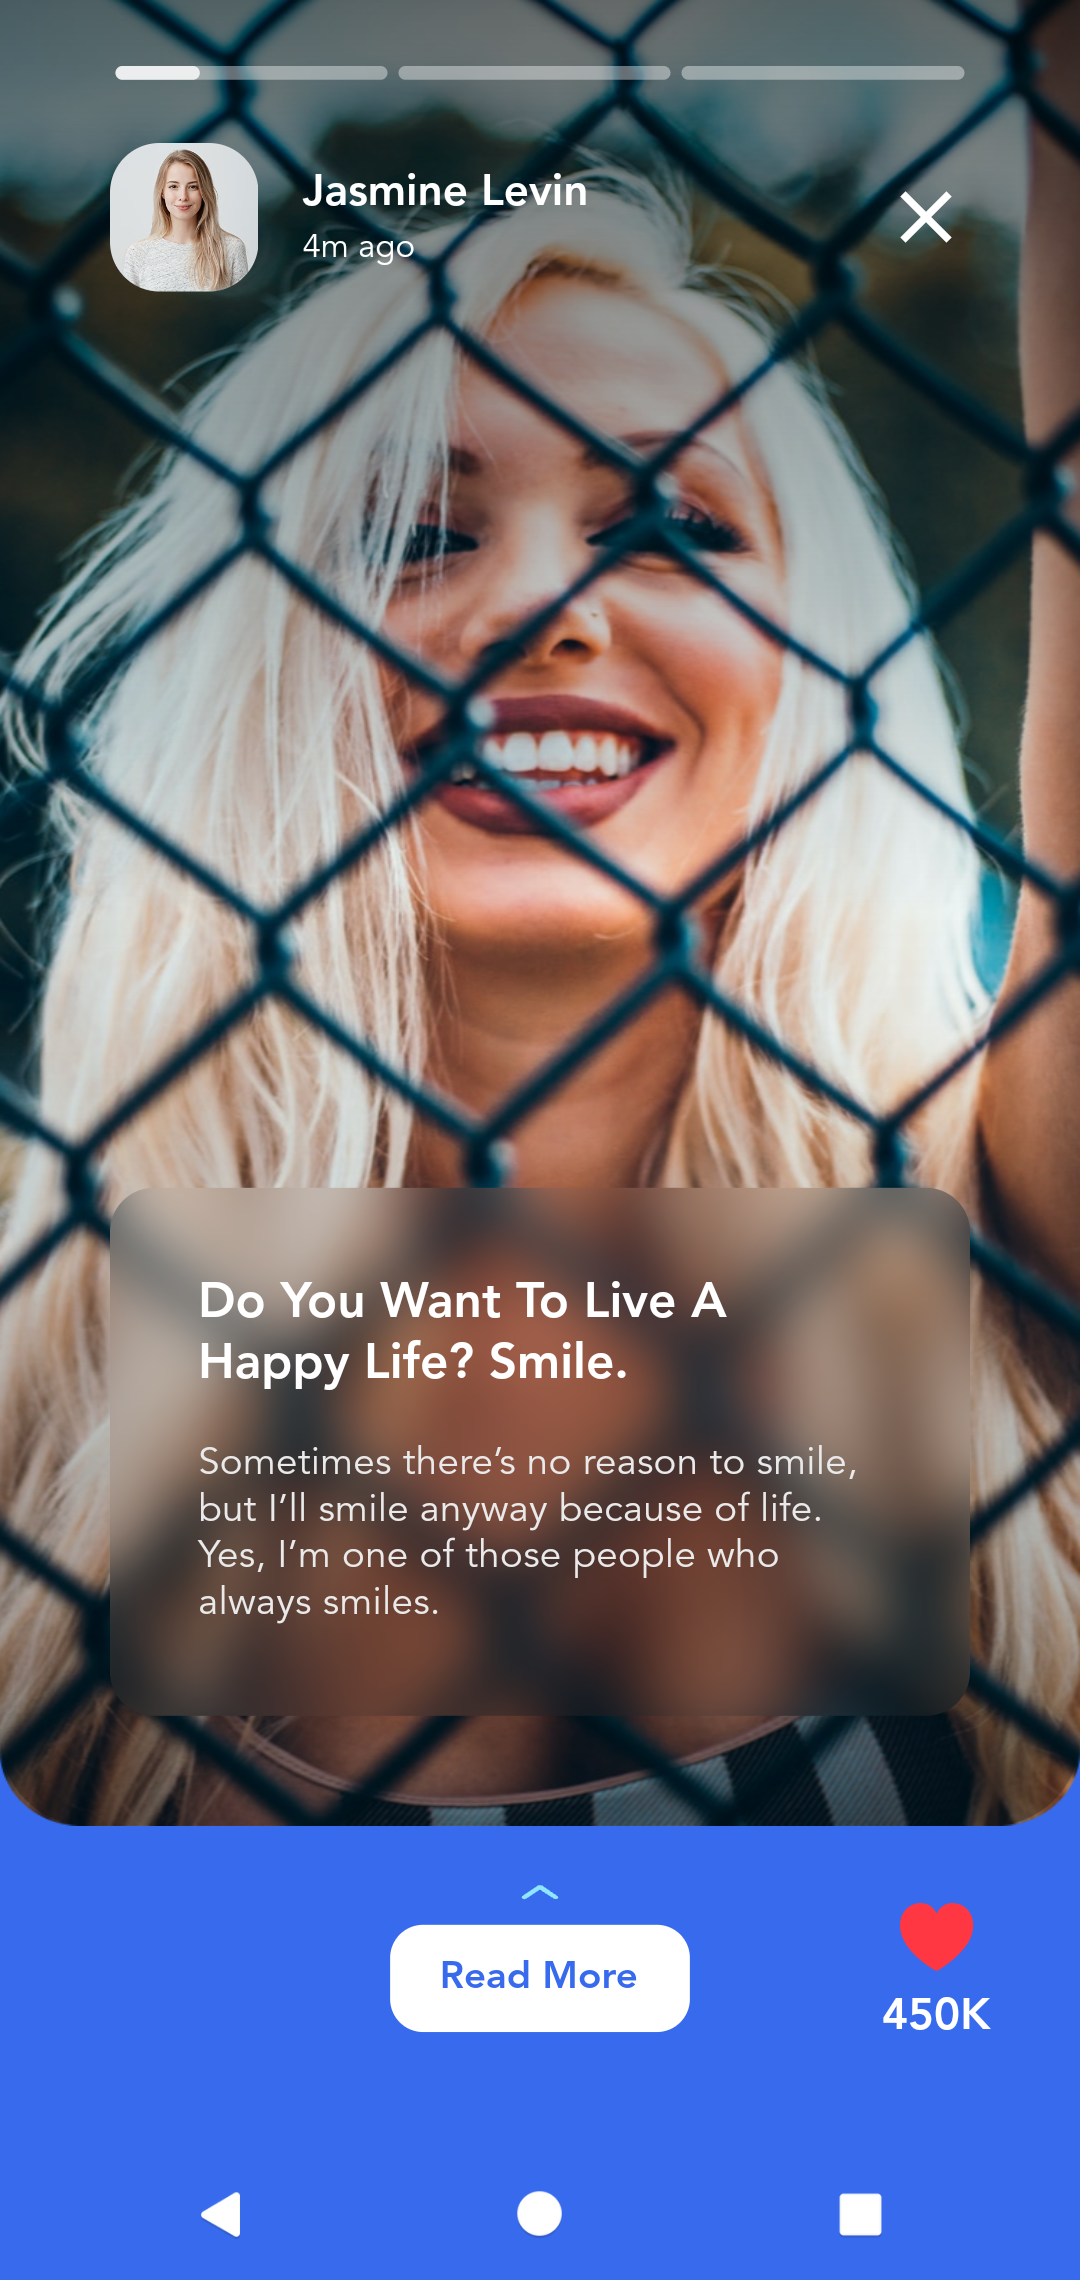 Jasmine Levin
4m ago
Do You Want To Live A
Happy Life? Smile.
Sometimes there’s no reason to smile,
but I’ll smile anyway because of life.
Yes, I’m one of those people who
always smiles.
Read More
450K